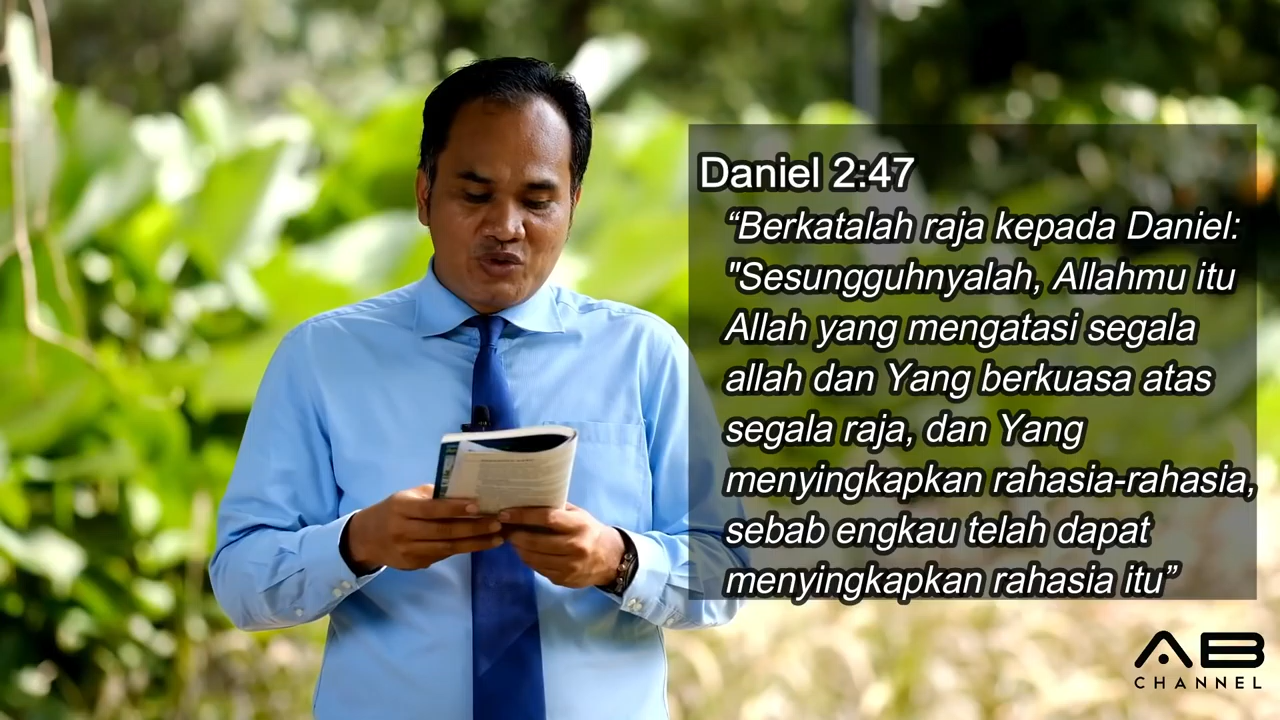 Daniel 2:47
“Berkatalah raja kepada Daniel:
"Sesungguhnyalah, Allahmu itu
Allah yang mengatasi segala
allah dan Yang berkuasa atas
segala raja, dan Yang
menyingkapkan rahasia-rahasia,
sebab engkau telah dapat
menyingkapkan rahasia itu”
AB
CHANNEL